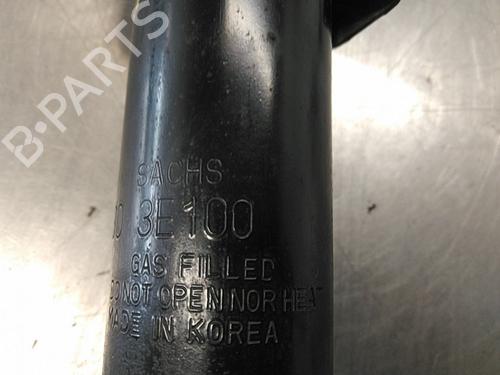 B-PARTS
SACHS
3E100
GAS FILLED
DO NOT OPEN NOR HEAT
MADE IN KOREA